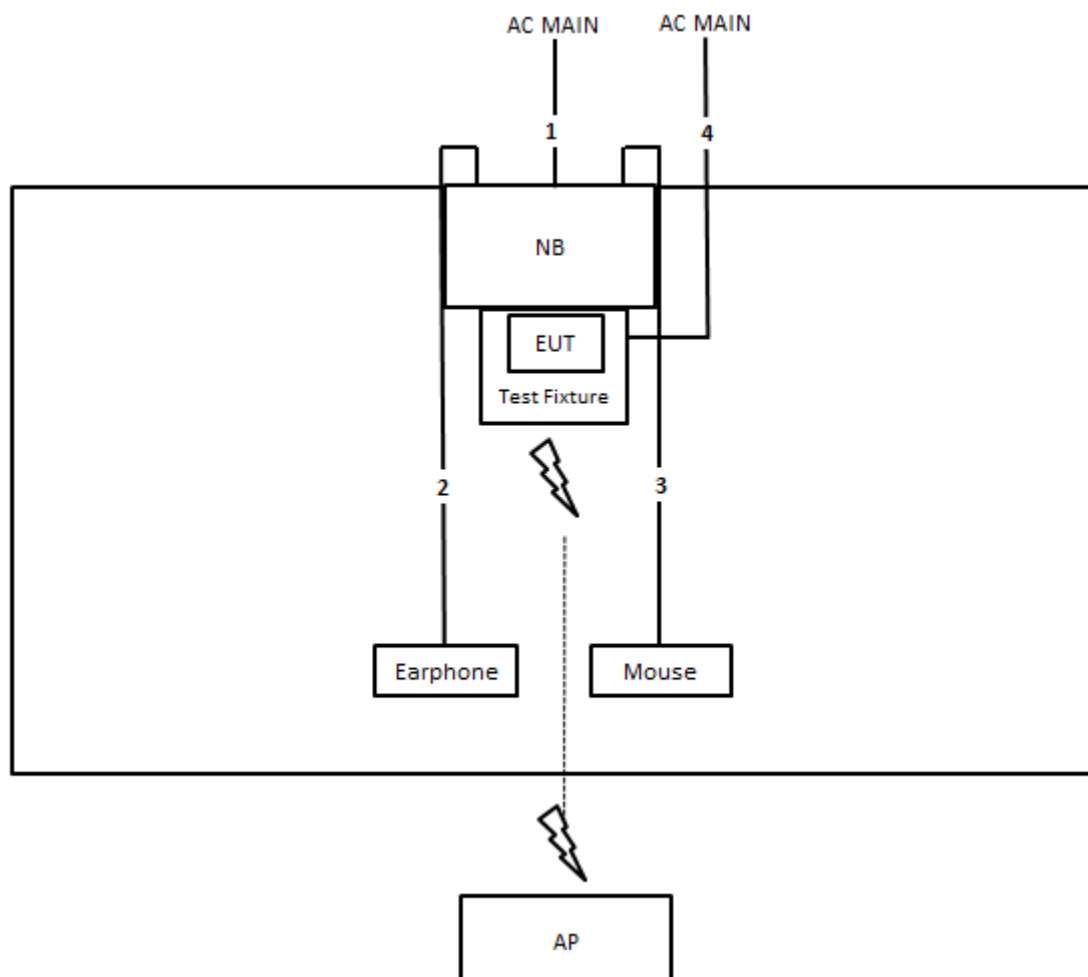 AC MAIN
AC MAIN
1
4
NB
EUT
Test Fixture
2
3
Earphone
Mouse
AP